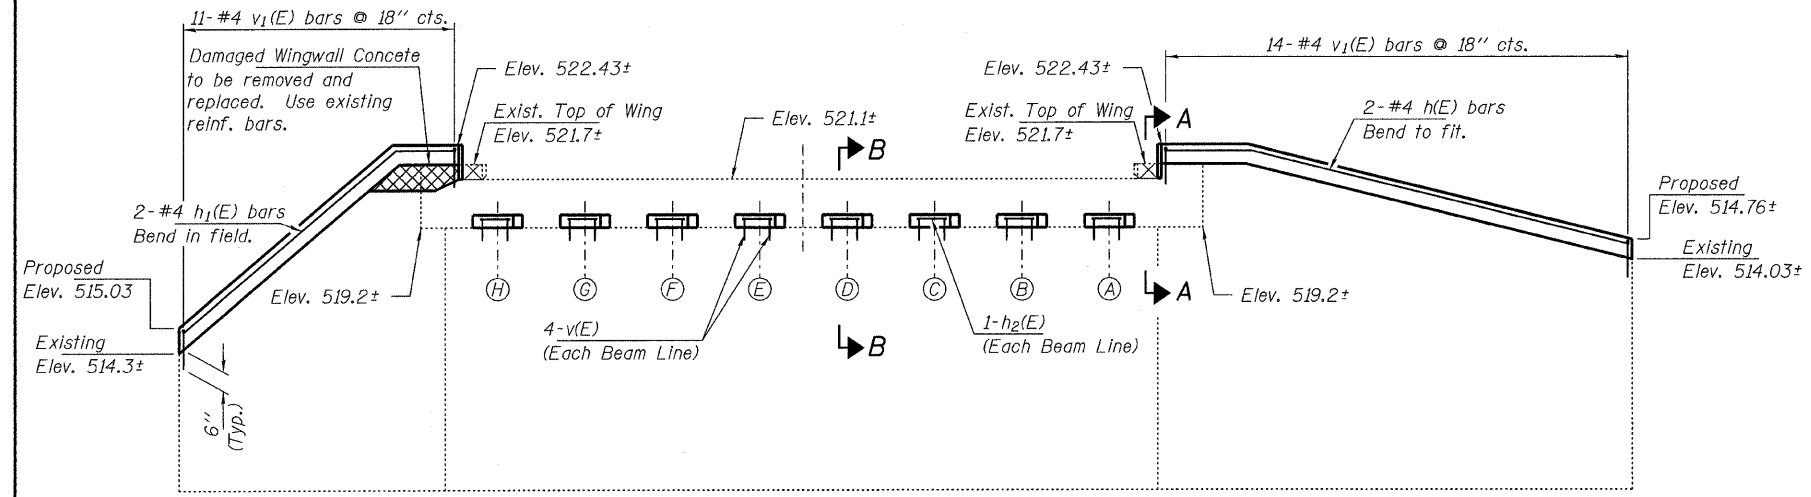 11-#4 v₁(E) bars @ 18" cts.
Damaged Wingwall Concete
to be removed and
replaced. Use existing
reinf. bars.
Elev. 522.43±
Exist. Top of Wing
Elev. 521.7±
Elev. 521.1±
B
Elev. 522.43±
Exist. Top of Wing
Elev. 521.7±
A
14-#4 v₁(E) bars @ 18" cts.
2-#4 h(E) bars
Bend to fit.
2-#4 h₁(E) bars
Bend in field.
Proposed
Elev. 514.76±
Existing
Elev. 514.03±
Proposed
Elev. 515.03
Existing
Elev. 514.3±
6"
(Typ.)
Elev. 519.2±
H G F E D C B A
A
Elev. 519.2±
4-v(E)
(Each Beam Line)
B
1-h₂(E)
(Each Beam Line)